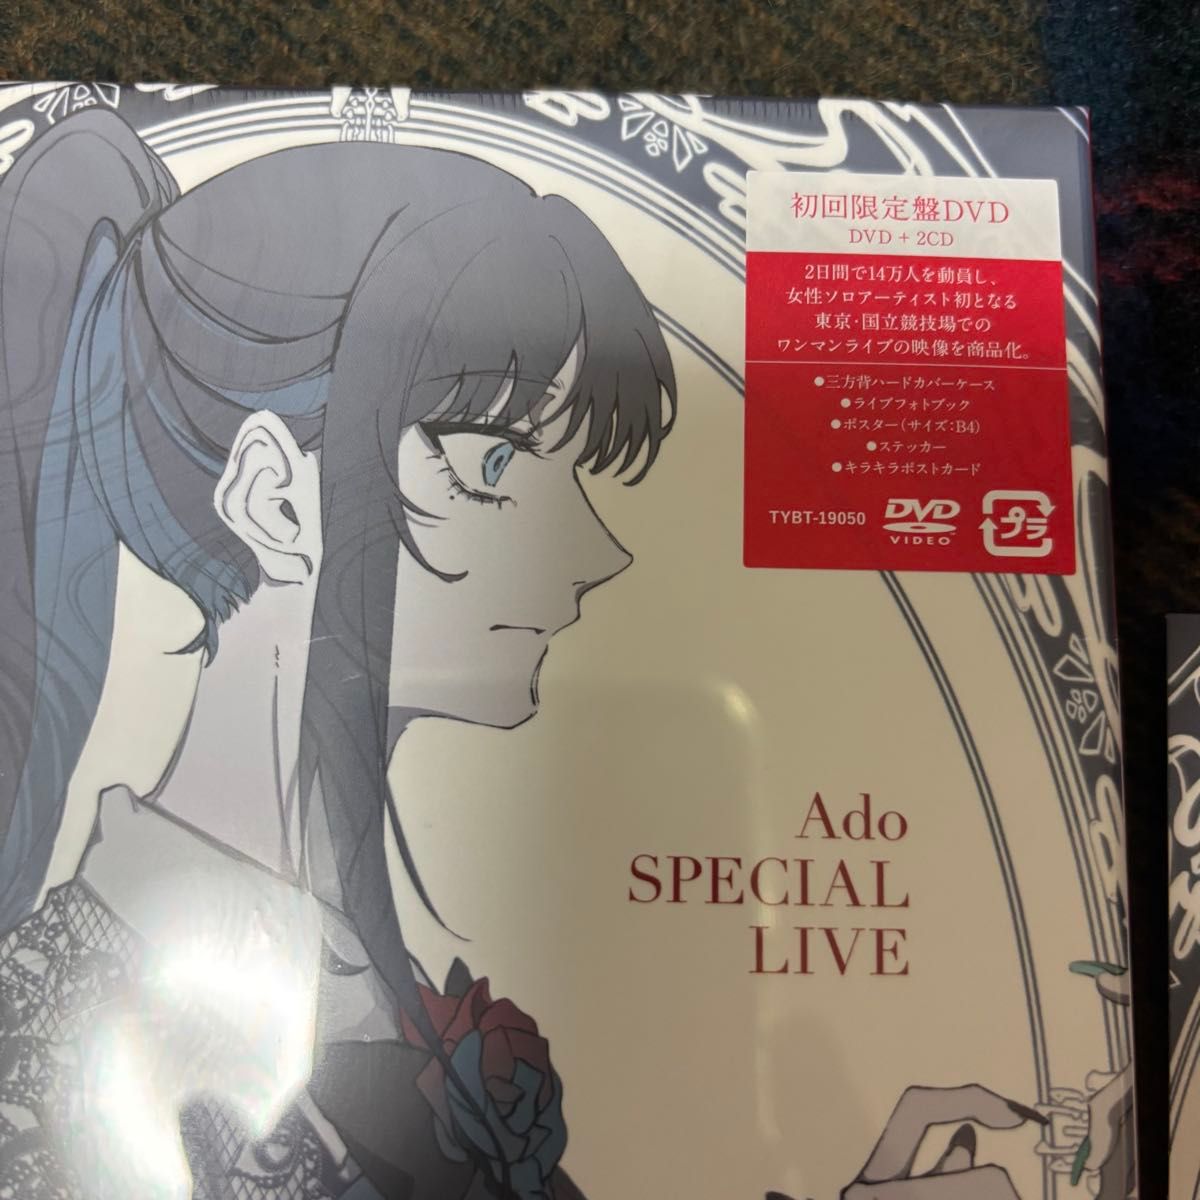 初回限定盤DVD
DVD + 2CD
2日間で14万人を動員し、
女性ソロアーティスト初となる
東京・国立競技場での
ワンマンライブの映像を商品化。
●三方背ハードカバーケース
●ライブフォトブック
●ポスター(サイズ:B4)
●ステッカー
●キラキラポストカード
TYBT-19050
DVD
VIDEO
プラ
Ado
SPECIAL
LIVE